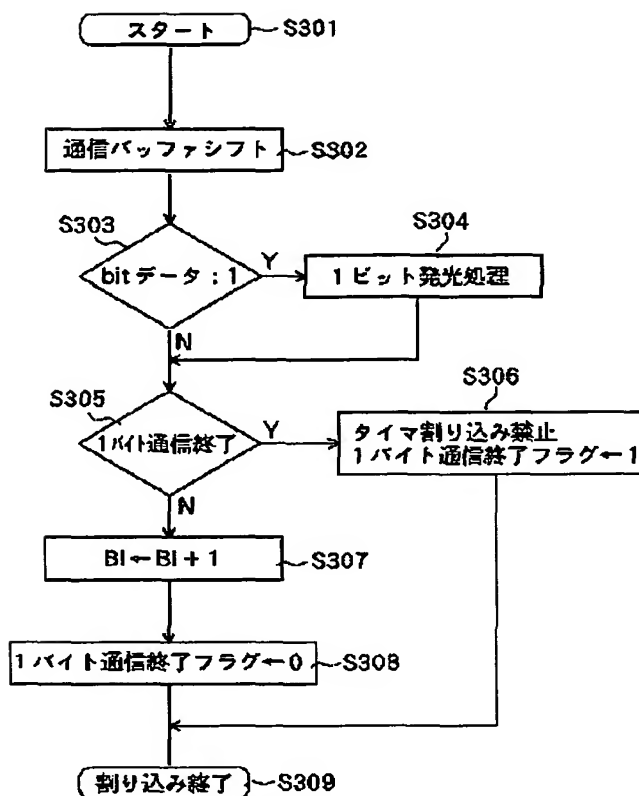 スタート
S301
通信バッファシフト
S302
S303
bitデータ:1
Y
N
S304
1ビット発光処理
S305
1バイト通信終了
Y
N
S306
タイマ割り込み禁止
1バイト通信終了フラグ←1
BI←BI+1
S307
1バイト通信終了フラグ←0
S308
割り込み終了
S309